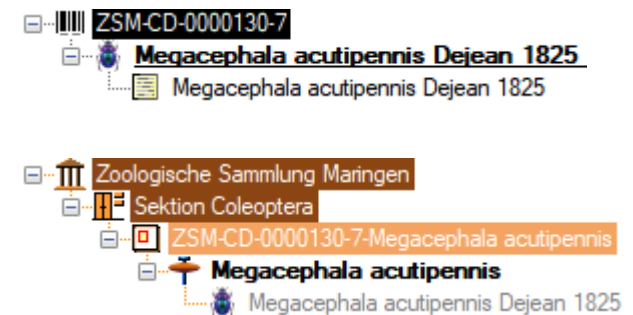 ZSM-CD-0000130-7
Megacephala acutipennis Dejean 1825
Megacephala acutipennis Dejean 1825
Zoologische Sammlung Maringen
Sektion Coleoptera
ZSM-CD-0000130-7-Megacephala acutipennis
Megacephala acutipennis
Megacephala acutipennis Dejean 1825